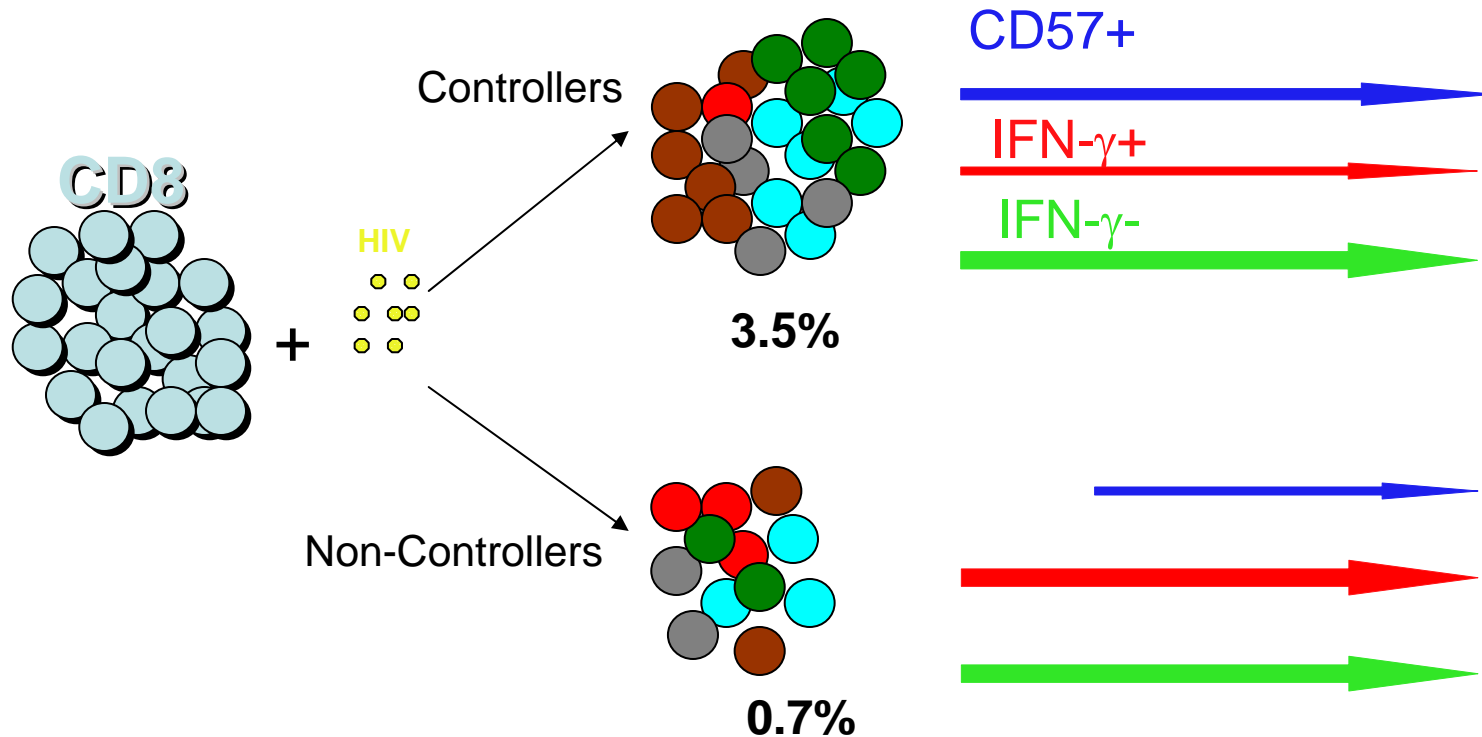 CD57+
Controllers
IFN-γ+
CD8
IFN-γ-
HIV
+
3.5%
Non-Controllers
0.7%